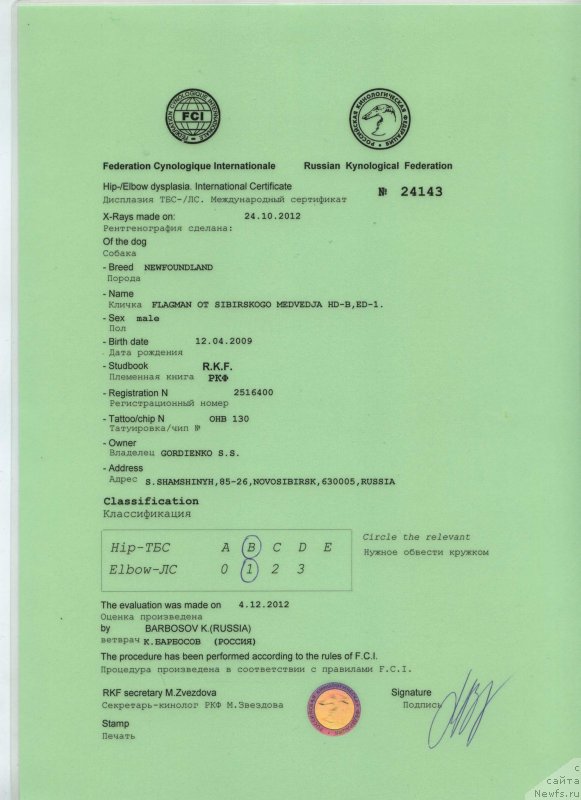 FEDERATION CYNOLOGIQUE INTERNATIONALE
FCI
РОССИЙСКАЯ КИНОЛОГИЧЕСКАЯ ФЕДЕРАЦИЯ
Federation Cynologique Internationale Russian Kynological Federation
Hip-/Elbow dysplasia. International Certificate № 24143
Дисплазия ТБС-/ЛС. Международный сертификат
X-Rays made on: 24.10.2012
Рентгенография сделана:
Of the dog
Собака
- Breed NEWFOUNDLAND
Порода
- Name
Кличка FLAGMAN OT SIBIRSKOGO MEDVEDJA HD-B,ED-1.
- Sex male
Пол
- Birth date 12.04.2009
Дата рождения
- Studbook R.K.F.
Племенная книга РКФ
- Registration N 2516400
Регистрационный номер
- Tattoo/chip N OHB 130
Татуировка/чип №
- Owner
Владелец GORDIENKO S.S.
- Address
Адрес S.SHAMSHINYH,85-26,NOVOSIBIRSK,630005,RUSSIA
Classification
Классификация
Hip-ТБС A B C D E Circle the relevant
Нужное обвести кружком
Elbow-ЛС 0 1 2 3
The evaluation was made on 4.12.2012
Оценка произведена
by BARBOSOV K.(RUSSIA)
ветврач К.БАРБОСОВ (РОССИЯ)
The procedure has been performed according to the rules of F.C.I.
Процедура произведена в соответствии с правилами F.C.I.
RKF secretary M.Zvezdova Signature
Секретарь-кинолог РКФ М.Звездова Подпись
Stamp
Печать
с
сайта
Newfs.ru